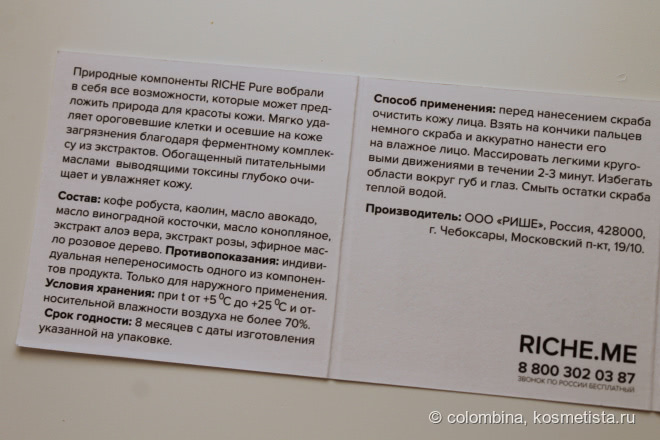 Природные компоненты RICHE Pure вобрали
в себя все возможности, которые может пред-
ложить природа для красоты кожи. Мягко уда-
ляет ороговевшие клетки и осевшие на коже
загрязнения благодаря ферментному комплек-
су из экстрактов. Обогащенный питательными
маслами выводящими токсины глубоко очи-
щает и увлажняет кожу.
Состав: кофе робуста, каолин, масло авокадо,
масло виноградной косточки, масло конопляное,
экстракт алоэ вера, экстракт розы, эфирное мас-
ло розовое дерево. Противопоказания: индиви-
дуальная непереносимость одного из компонен-
тов продукта. Только для наружного применения.
Условия хранения: при t от +5 ⁰C до +25 ⁰C и от-
носительной влажности воздуха не более 70%.
Срок годности: 8 месяцев с даты изготовления
указанной на упаковке.
Способ применения: перед нанесением скраба
очистить кожу лица. Взять на кончики пальцев
немного скраба и аккуратно нанести его
на влажное лицо. Массировать легкими круго-
выми движениями в течении 2-3 минут. Избегать
области вокруг губ и глаз. Смыть остатки скраба
теплой водой.
Производитель: ООО «РИШЕ», Россия, 428000,
г. Чебоксары, Московский п-кт, 19/10.
RICHE.ME
8 800 302 03 87
ЗВОНОК ПО РОССИИ БЕСПЛАТНЫЙ
© colombina, kosmetista.ru